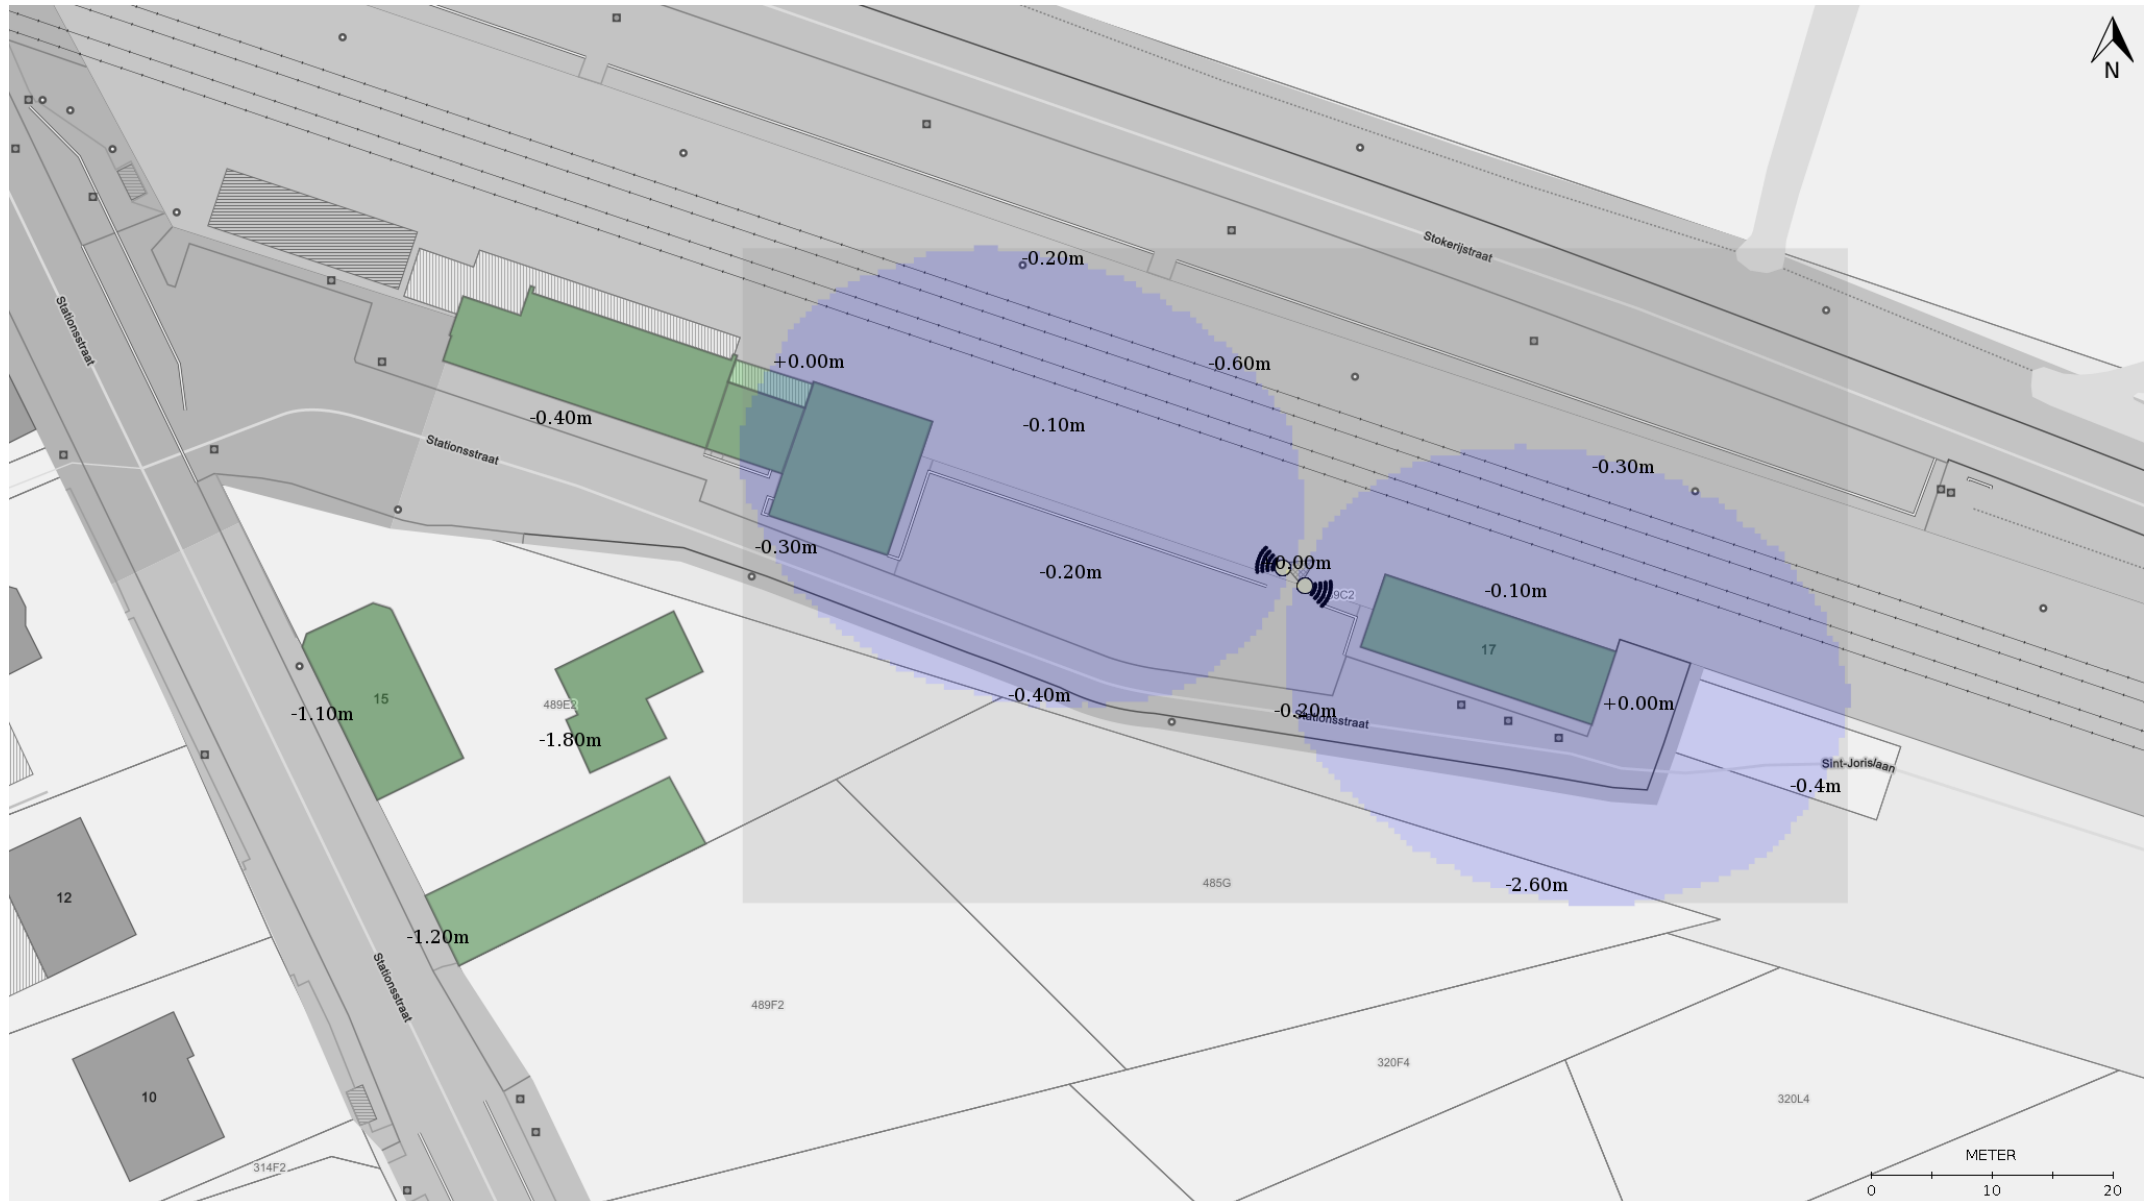 N
Stokerijstraat
-0.20m
Stationsstraat
+0.00m
-0.60m
-0.40m
-0.10m
Stationsstraat
-0.30m
-0.30m
-0.20m
0.00m
9C2
-0.10m
17
15
489E2
-1.10m
-1.80m
-0.40m
-0.20m
Stationsstraat
+0.00m
Sint-Jorislaan
-0.4m
485G
-2.60m
12
-1.20m
Stationsstraat
489F2
320F4
10
320L4
314F2
METER
0 10 20